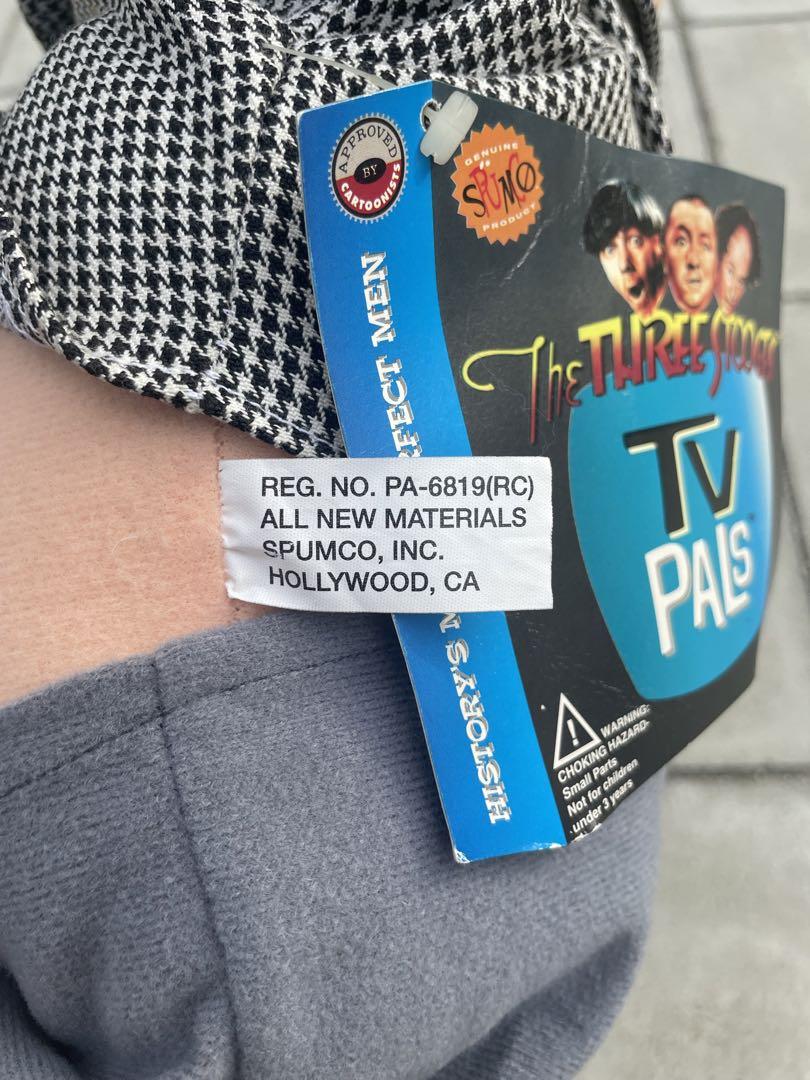 APPROVED
BY
CARTOONISTS
GENUINE
SPUMCO
PRODUCT
The THREE STOOGES
TV
PALS
™
HISTORY'S
MEN
REG. NO. PA-6819(RC)
ALL NEW MATERIALS
SPUMCO, INC.
HOLLYWOOD, CA
! WARNING:
CHOKING HAZARD-
Small Parts
Not for children
under 3 years